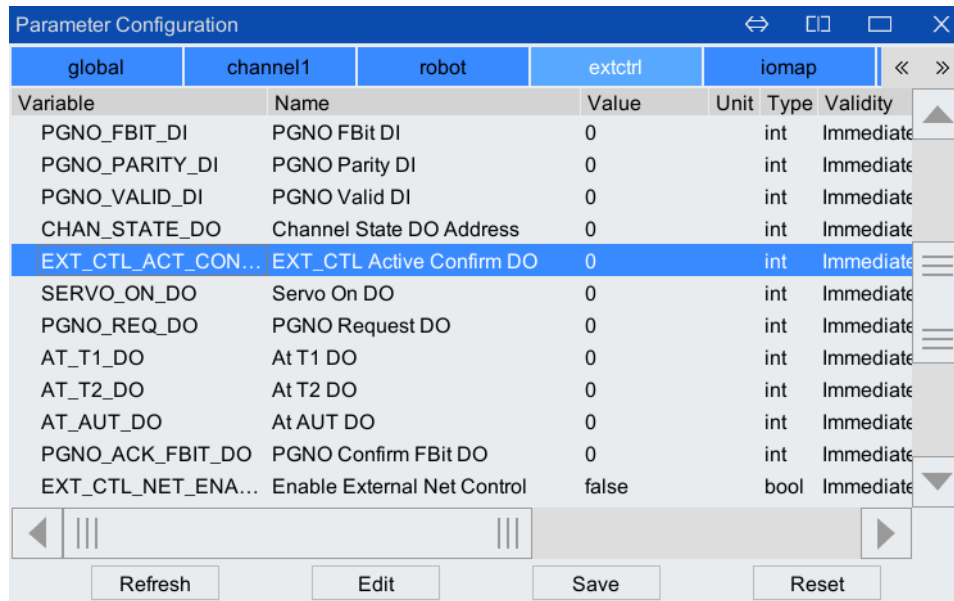 Parameter Configuration
global channel1 robot extctrl iomap
Variable Name Value Unit Type Validity
PGNO_FBIT_DI PGNO FBit DI 0 int Immediate
PGNO_PARITY_DI PGNO Parity DI 0 int Immediate
PGNO_VALID_DI PGNO Valid DI 0 int Immediate
CHAN_STATE_DO Channel State DO Address 0 int Immediate
EXT_CTL_ACT_CON... EXT_CTL Active Confirm DO 0 int Immediate
SERVO_ON_DO Servo On DO 0 int Immediate
PGNO_REQ_DO PGNO Request DO 0 int Immediate
AT_T1_DO At T1 DO 0 int Immediate
AT_T2_DO At T2 DO 0 int Immediate
AT_AUT_DO At AUT DO 0 int Immediate
PGNO_ACK_FBIT_DO PGNO Confirm FBit DO 0 int Immediate
EXT_CTL_NET_ENA... Enable External Net Control false bool Immediate
Refresh Edit Save Reset